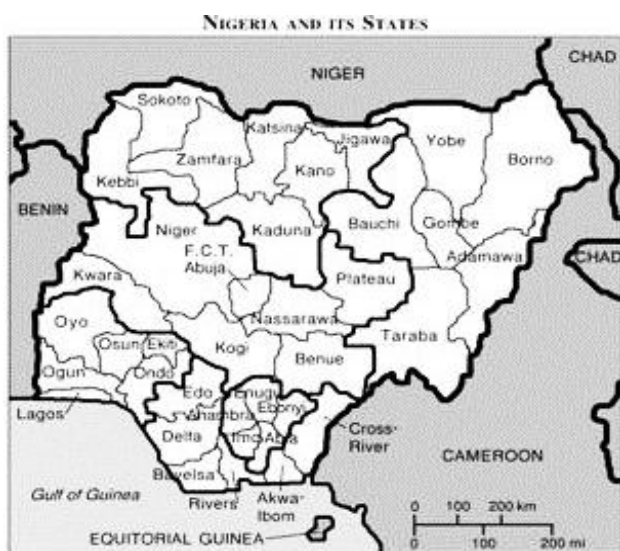 NIGERIA AND ITS STATES
NIGER
CHAD
Sokoto
Katsina
Jigawa
Yobe
Borno
Zamfara
Kano
Kebbi
BENIN
Niger
Kaduna
Bauchi
Gombe
F.C.T.
Abuja
Adamawa
CHAD
Kwara
Plateau
Nassarawa
Taraba
Oyo
Osun
Ekiti
Kogi
Benue
Ogun
Ondo
Edo
Enugu
Ebonyi
Anambra
Lagos
Delta
Imo
Abia
Cross-
River
Bayelsa
CAMEROON
Gulf of Guinea
Rivers
Akwa-
Ibom
0 100 200 km
EQUITORIAL GUINEA
0 100 200 mi